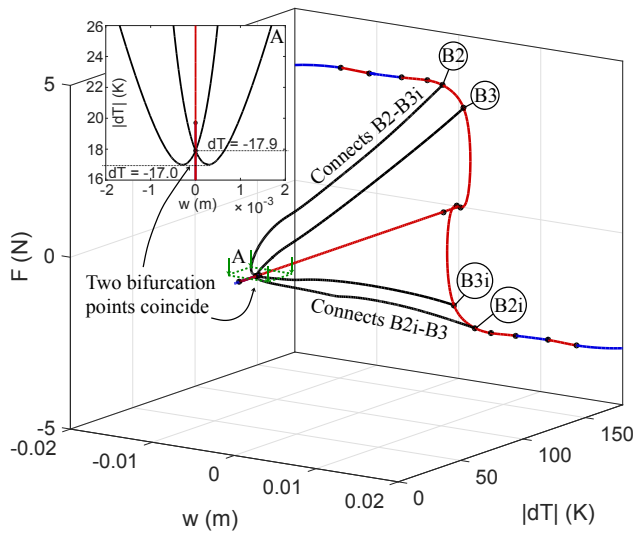 26
24
22
20
18
16
|dT| (K)
A
dT = -17.9
dT = -17.0
-2
-1
0
1
2
w (m)
× 10⁻³
B2
B3
Connects B2-B3i
A
Two bifurcation
points coincide
Connects B2i-B3
B3i
B2i
5
0
-5
F (N)
-0.02
-0.01
0
0.01
0.02
w (m)
0
50
100
150
|dT| (K)